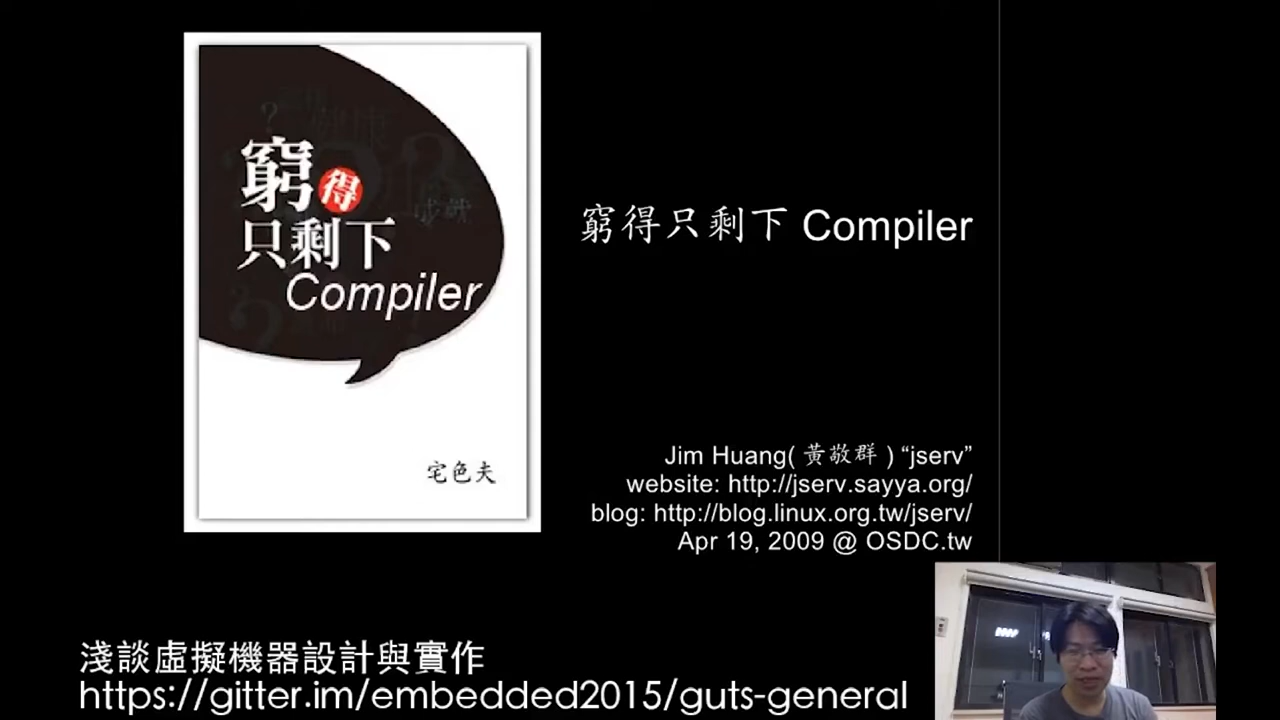 窮得
只剩下
Compiler
宅色夫
窮得只剩下 Compiler
Jim Huang( 黃敬群 ) “jserv”
website: http://jserv.sayya.org/
blog: http://blog.linux.org.tw/jserv/
Apr 19, 2009 @ OSDC.tw
淺談虛擬機器設計與實作
https://gitter.im/embedded2015/guts-general